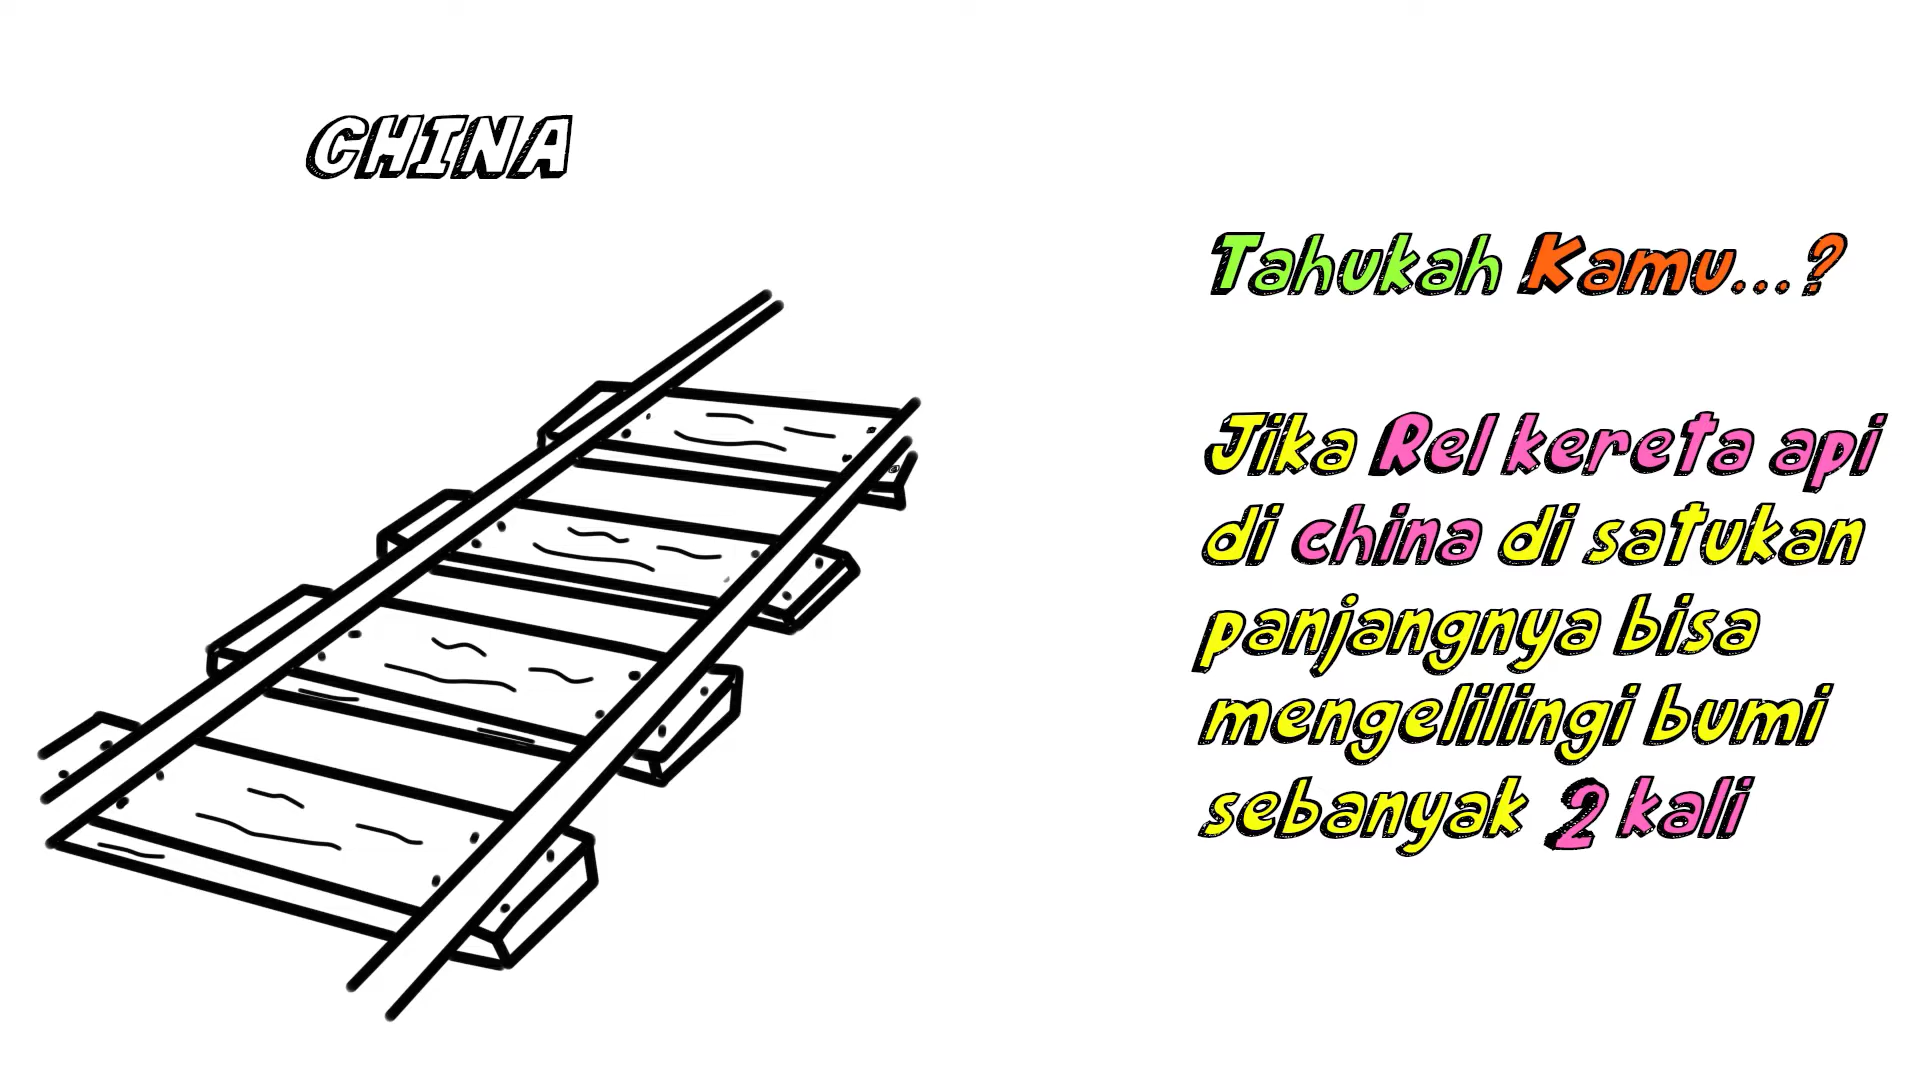 CHINA
Tahukah Kamu...?
Jika Rel kereta api
di china di satukan
panjangnya bisa
mengelilingi bumi
sebanyak 2 kali